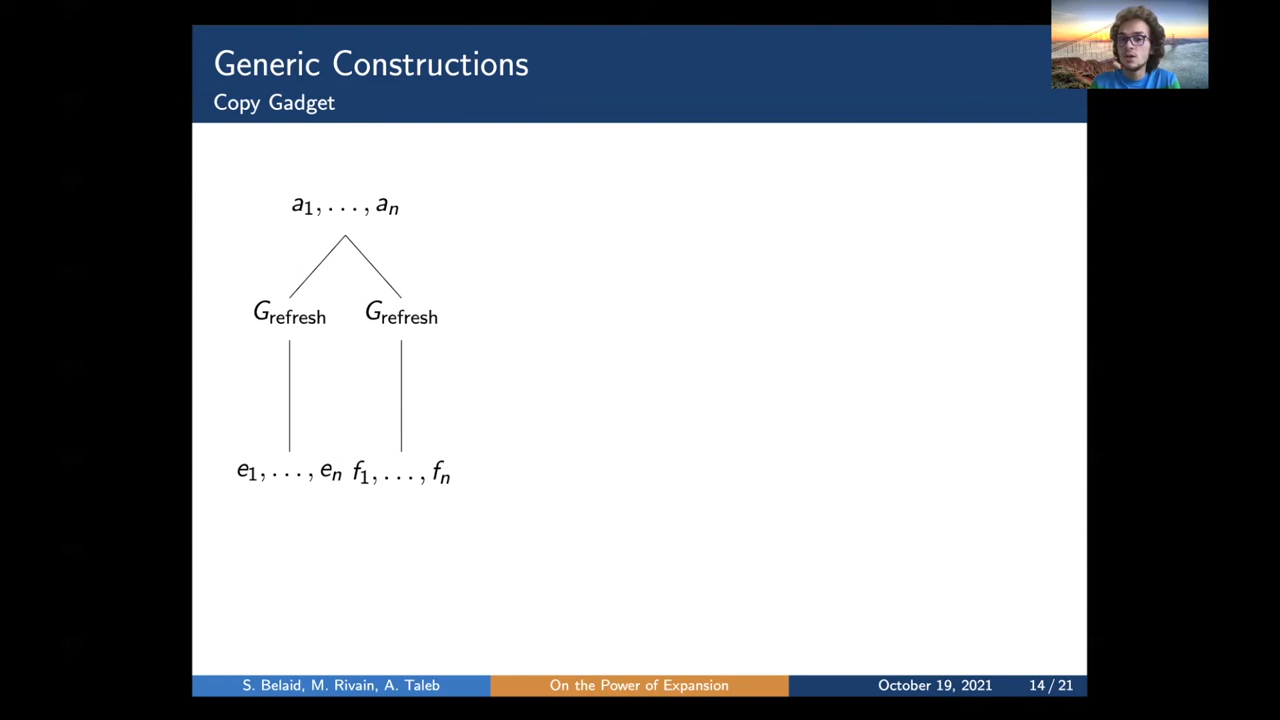 Generic Constructions
Copy Gadget
a1, . . . , an
Grefresh Grefresh
e1, . . . , en f1, . . . , fn
S. Belaid, M. Rivain, A. Taleb On the Power of Expansion October 19, 2021 14 / 21